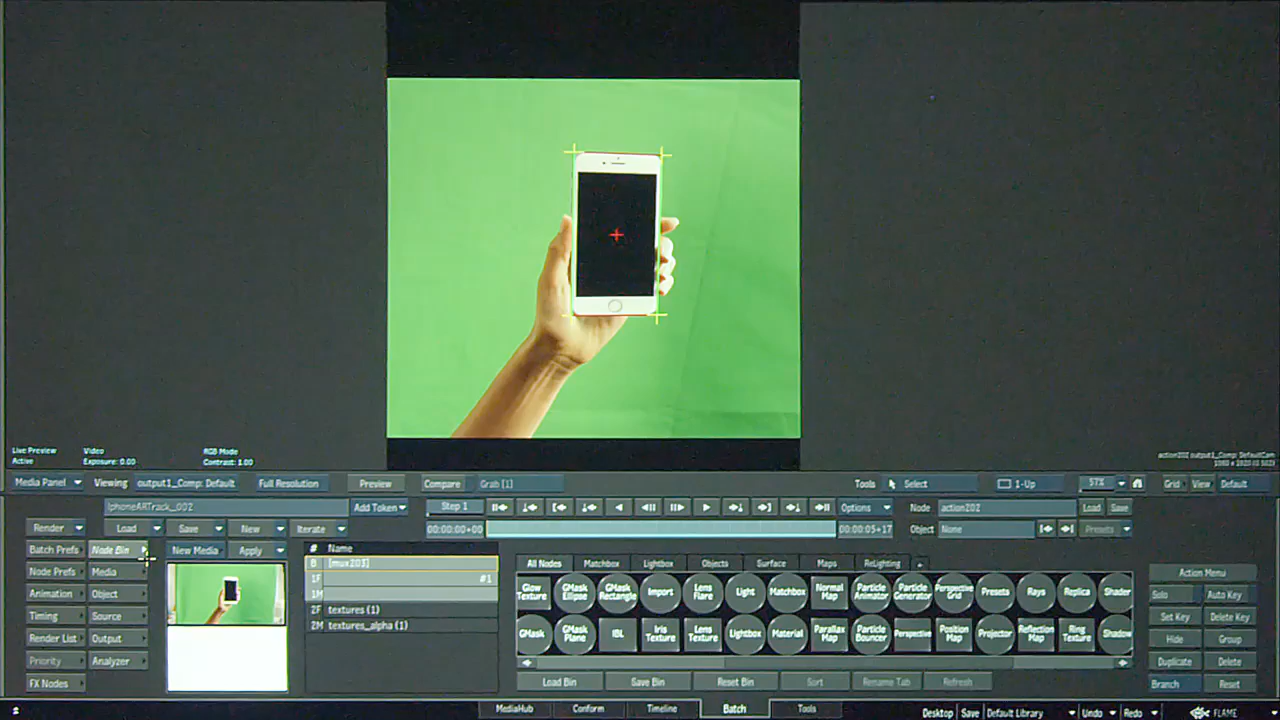 Live Preview Video RGB Mode
Active Exposure: 0.00 Contrast: 1.00
action202 output1_Comp: DefaultCam
Media Panel Viewing output1_Comp: Default Full Resolution Preview Compare Grab [1] Tools Select 1-Up 57% Grid View Default
IphoneARTrack_002 Add Token Step 1 Options Node action202 Load Save
Render Load Save New Iterate 00:00:00+00 00:00:05+17 Object None Presets
Batch Prefs Node Bin New Media Apply # Name All Nodes Matchbox Lightbox Objects Surface Maps ReLighting
B [mux203]
Node Prefs Media Action Menu
1F #1
Animation Object Solo Auto Key
1M
Glow Texture GMask Ellipse GMask Rectangle Import Lens Flare Light Matchbox Normal Map Particle Animator Particle Generator Perspective Grid Presets Rays Replica Shader
Timing Source 2F textures (1) Set Key Delete Key
2M textures_alpha (1)
GMask GMask Plane IBL Iris Texture Lens Texture Lightbox Material Parallax Map Particle Bouncer Perspective Position Map Projector Reflection Map Ring Texture Shadow
Render List Output Hide Group
Priority Analyzer Duplicate Delete
FX Nodes Load Bin Save Bin Reset Bin Sort Rename Tab Refresh Branch Reset
MediaHub Conform Timeline Batch Tools Desktop Save Default Library Undo Redo FLAME